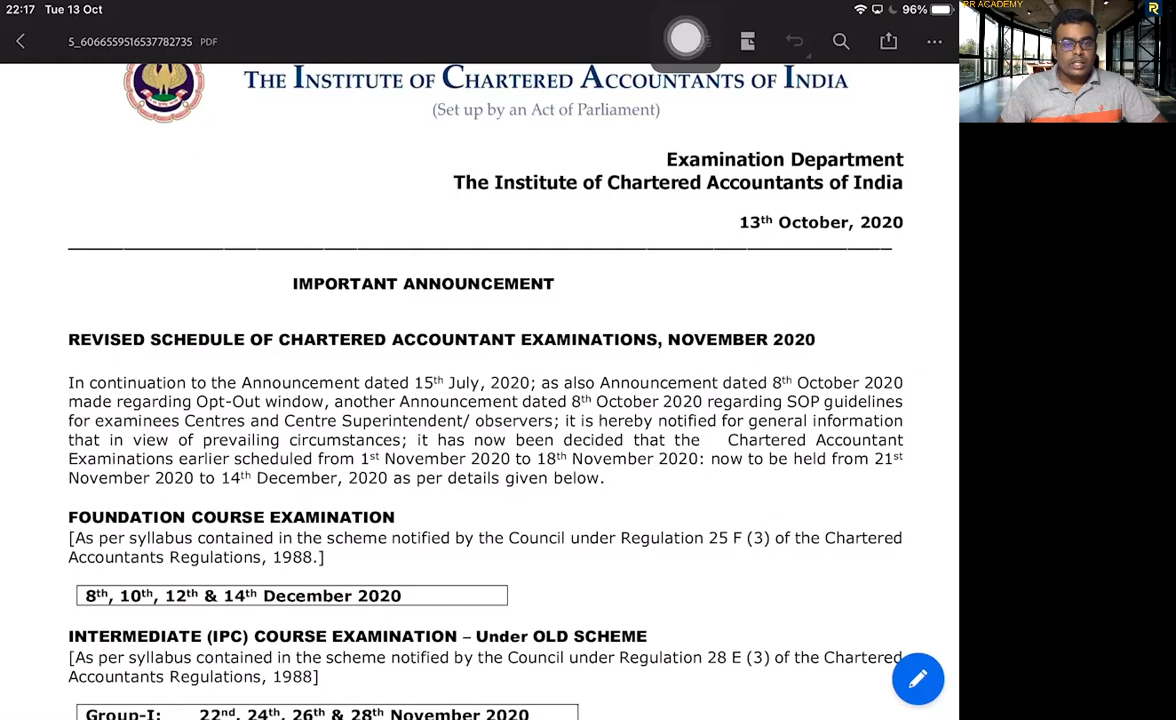 22:17 Tue 13 Oct
96%
5_6066559516537782735 PDF
PR ACADEMY
THE INSTITUTE OF CHARTERED ACCOUNTANTS OF INDIA
(Set up by an Act of Parliament)
Examination Department
The Institute of Chartered Accountants of India
13th October, 2020
IMPORTANT ANNOUNCEMENT
REVISED SCHEDULE OF CHARTERED ACCOUNTANT EXAMINATIONS, NOVEMBER 2020
In continuation to the Announcement dated 15th July, 2020; as also Announcement dated 8th October 2020
made regarding Opt-Out window, another Announcement dated 8th October 2020 regarding SOP guidelines
for examinees Centres and Centre Superintendent/ observers; it is hereby notified for general information
that in view of prevailing circumstances; it has now been decided that the Chartered Accountant
Examinations earlier scheduled from 1st November 2020 to 18th November 2020: now to be held from 21st
November 2020 to 14th December, 2020 as per details given below.
FOUNDATION COURSE EXAMINATION
[As per syllabus contained in the scheme notified by the Council under Regulation 25 F (3) of the Chartered
Accountants Regulations, 1988.]
8th, 10th, 12th & 14th December 2020
INTERMEDIATE (IPC) COURSE EXAMINATION – Under OLD SCHEME
[As per syllabus contained in the scheme notified by the Council under Regulation 28 E (3) of the Chartered
Accountants Regulations, 1988]
Group-I: 22nd, 24th, 26th & 28th November 2020